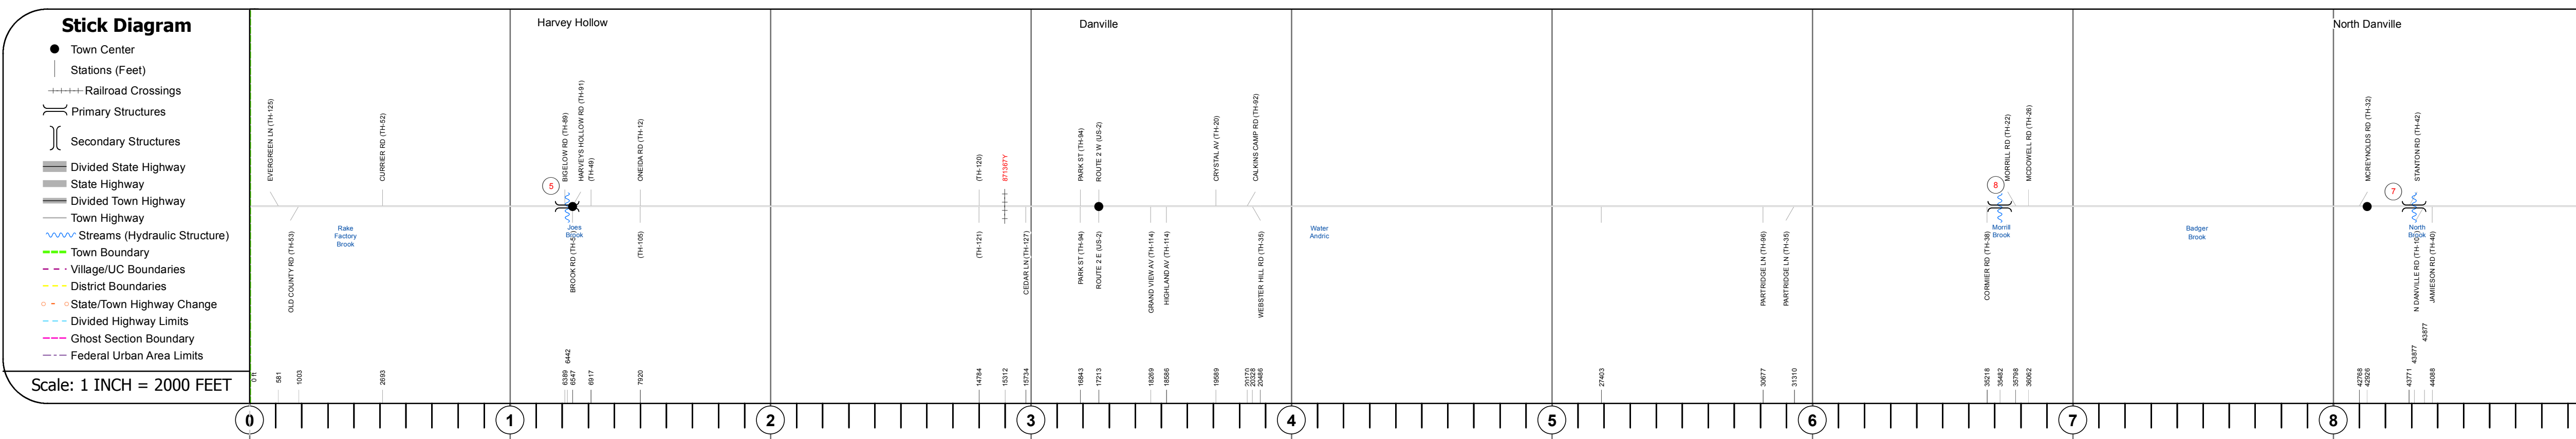 Stick Diagram
Town Center
Stations (Feet)
Railroad Crossings
Primary Structures
Secondary Structures
Divided State Highway
State Highway
Divided Town Highway
Town Highway
Streams (Hydraulic Structure)
Town Boundary
Village/UC Boundaries
District Boundaries
State/Town Highway Change
Divided Highway Limits
Ghost Section Boundary
Federal Urban Area Limits
Scale: 1 INCH = 2000 FEET
Harvey Hollow
Danville
North Danville
EVERGREEN LN (TH-125)
CURRIER RD (TH-52)
5
BIGELOW RD (TH-89)
HARVEYS HOLLOW RD (TH-91)
(TH-49)
ONEIDA RD (TH-12)
(TH-120)
871367Y
PARK ST (TH-94)
ROUTE 2 W (US-2)
CRYSTAL AV (TH-20)
CALKINS CAMP RD (TH-92)
8
MORRILL RD (TH-22)
MCDOWELL RD (TH-26)
MCREYNOLDS RD (TH-32)
7
STANTON RD (TH-42)
OLD COUNTY RD (TH-53)
Rake
Factory
Brook
Joes
Brook
BROOK RD
(TH-105)
(TH-121)
CEDAR LN (TH-127)
PARK ST (TH-94)
ROUTE 2 E (US-2)
GRAND VIEW AV (TH-114)
HIGHLAND AV (TH-114)
WEBSTER HILL RD (TH-35)
Water
Andric
PARTRIDGE LN (TH-96)
PARTRIDGE LN (TH-35)
CORMIER RD (TH-38)
Morrill
Brook
Badger
Brook
North
Brook
N DANVILLE RD
JAMIESON RD (TH-40)
0 ft
581
1003
2693
6389
6442
6547
6917
7920
14784
15312
15734
16843
17213
18269
18586
19589
20170
20328
20486
27403
30677
31310
35218
35482
35798
36062
42768
42926
43771
43877
43877
44088
0
1
2
3
4
5
6
7
8